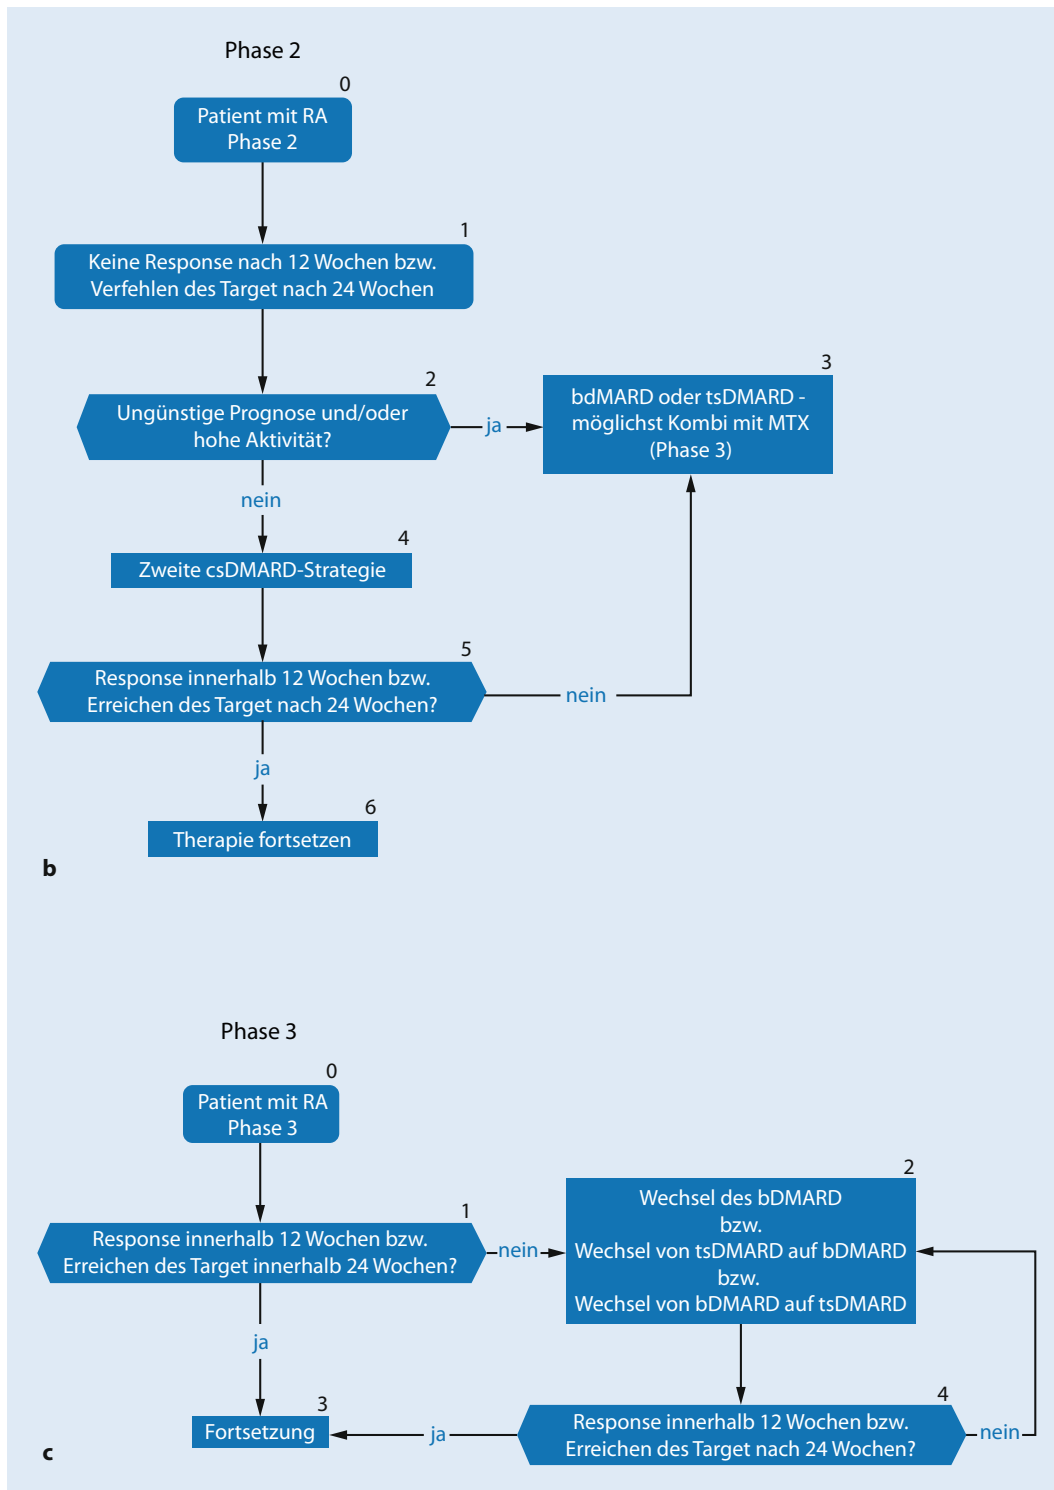 Phase 2
0
Patient mit RA
Phase 2
1
Keine Response nach 12 Wochen bzw.
Verfehlen des Target nach 24 Wochen
2
Ungünstige Prognose und/oder
hohe Aktivität?
ja
3
bdMARD oder tsDMARD -
möglichst Kombi mit MTX
(Phase 3)
nein
4
Zweite csDMARD-Strategie
5
Response innerhalb 12 Wochen bzw.
Erreichen des Target nach 24 Wochen?
nein
ja
6
Therapie fortsetzen
b
Phase 3
0
Patient mit RA
Phase 3
1
Response innerhalb 12 Wochen bzw.
Erreichen des Target innerhalb 24 Wochen?
nein
2
Wechsel des bDMARD
bzw.
Wechsel von tsDMARD auf bDMARD
bzw.
Wechsel von bDMARD auf tsDMARD
ja
3
Fortsetzung
ja
4
Response innerhalb 12 Wochen bzw.
Erreichen des Target nach 24 Wochen?
nein
c